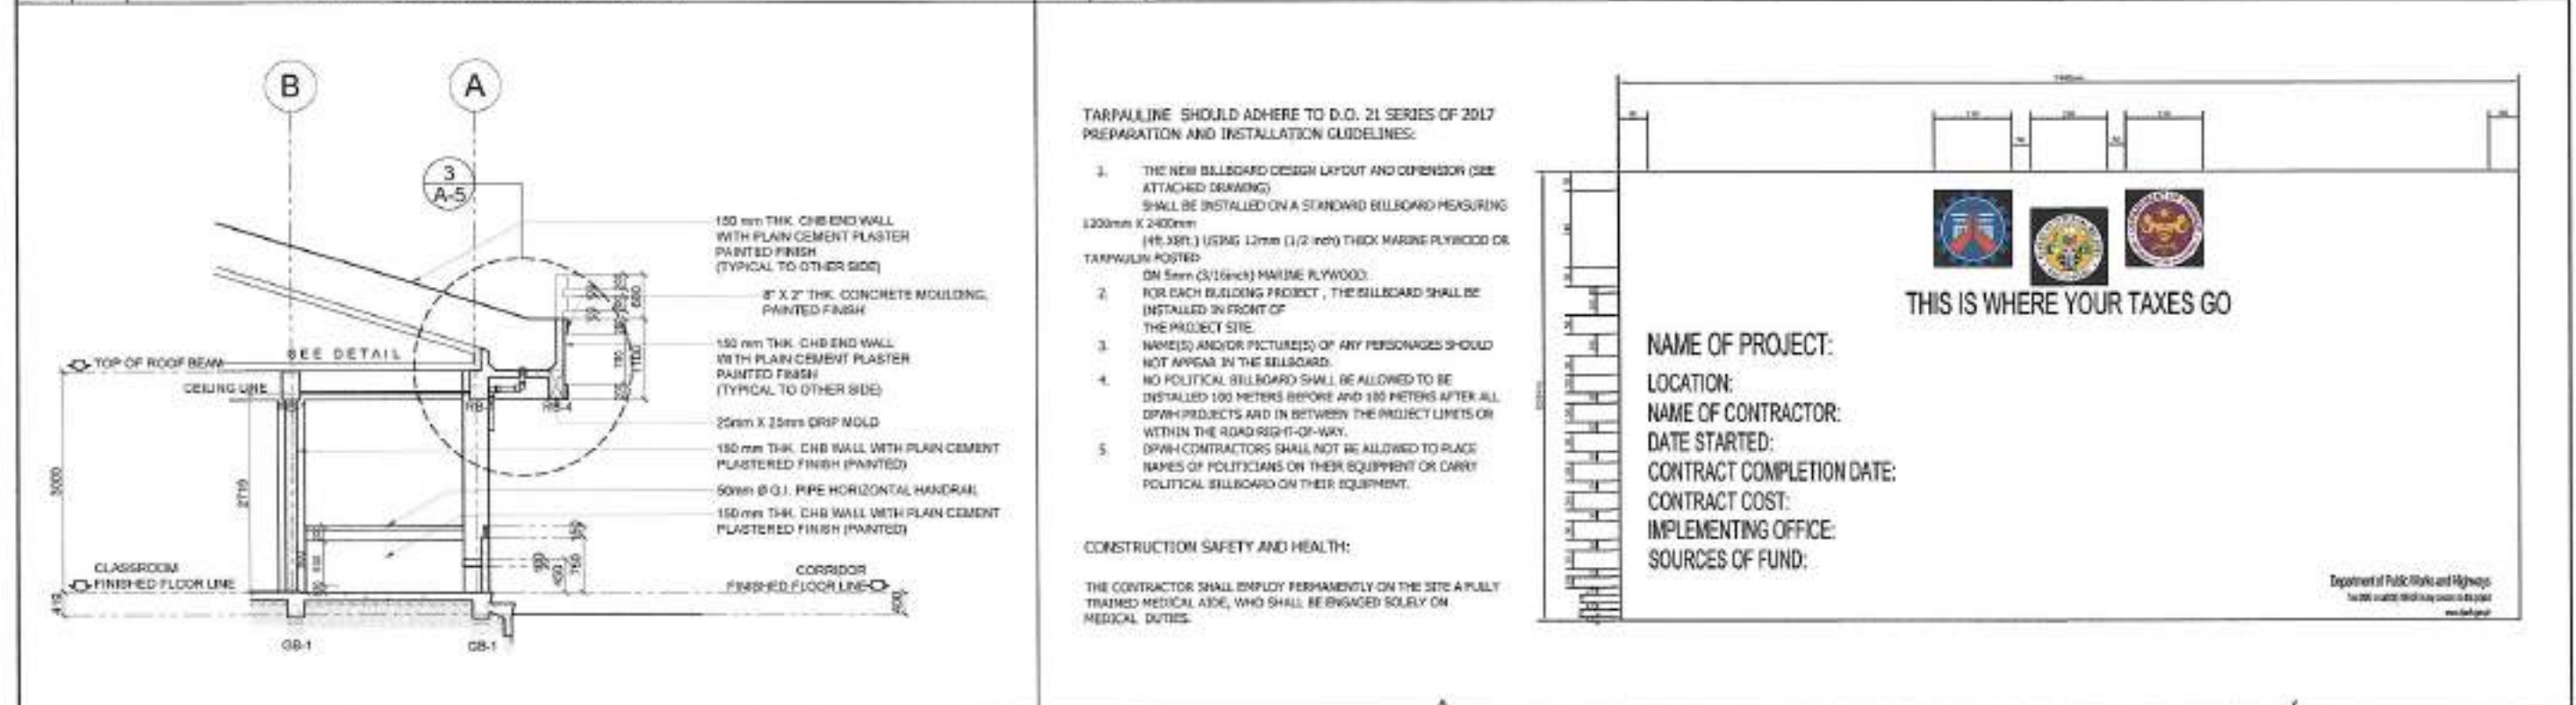 B
A
3
A-5
150 mm THK. CHB END WALL
WITH PLAIN CEMENT PLASTER
PAINTED FINISH
(TYPICAL TO OTHER SIDE)
8" X 2" THK. CONCRETE MOULDING,
PAINTED FINISH
150 mm THK. CHB END WALL
WITH PLAIN CEMENT PLASTER
PAINTED FINISH
(TYPICAL TO OTHER SIDE)
25mm X 25mm DRIP MOLD
150 mm THK. CHB WALL WITH PLAIN CEMENT
PLASTERED FINISH (PAINTED)
50mm Ø G.I. PIPE HORIZONTAL HANDRAIL
150 mm THK. CHB WALL WITH PLAIN CEMENT
PLASTERED FINISH (PAINTED)
SEE DETAIL
TOP OF ROOF BEAM
CEILING LINE
3000
2719
CLASSROOM
FINISHED FLOOR LINE
CORRIDOR
FINISHED FLOOR LINE
GB-1
GB-1
TARPAULINE SHOULD ADHERE TO D.O. 21 SERIES OF 2017
PREPARATION AND INSTALLATION GUIDELINES:
1. THE NEW BILLBOARD DESIGN LAYOUT AND DIMENSION (SEE
ATTACHED DRAWING)
SHALL BE INSTALLED ON A STANDARD BILLBOARD MEASURING
1200mm X 2400mm
(4ft.X8ft.) USING 12mm (1/2 inch) THICK MARINE PLYWOOD OR
TARPAULIN POSTED
ON 5mm (3/16inch) MARINE PLYWOOD.
2. FOR EACH BUILDING PROJECT , THE BILLBOARD SHALL BE
INSTALLED IN FRONT OF
THE PROJECT SITE.
3. NAME(S) AND/OR PICTURE(S) OF ANY PERSONAGES SHOULD
NOT APPEAR IN THE BILLBOARD.
4. NO POLITICAL BILLBOARD SHALL BE ALLOWED TO BE
INSTALLED 100 METERS BEFORE AND 100 METERS AFTER ALL
DPWH PROJECTS AND IN BETWEEN THE PROJECT LIMITS OR
WITHIN THE ROAD RIGHT-OF-WAY.
5. DPWH CONTRACTORS SHALL NOT BE ALLOWED TO PLACE
NAMES OF POLITICIANS ON THEIR EQUIPMENT OR CARRY
POLITICAL BILLBOARD ON THEIR EQUIPMENT.
CONSTRUCTION SAFETY AND HEALTH:
THE CONTRACTOR SHALL EMPLOY PERMANENTLY ON THE SITE A FULLY
TRAINED MEDICAL AIDE, WHO SHALL BE ENGAGED SOLELY ON
MEDICAL DUTIES.
THIS IS WHERE YOUR TAXES GO
NAME OF PROJECT:
LOCATION:
NAME OF CONTRACTOR:
DATE STARTED:
CONTRACT COMPLETION DATE:
CONTRACT COST:
IMPLEMENTING OFFICE:
SOURCES OF FUND:
Department of Public Works and Highways